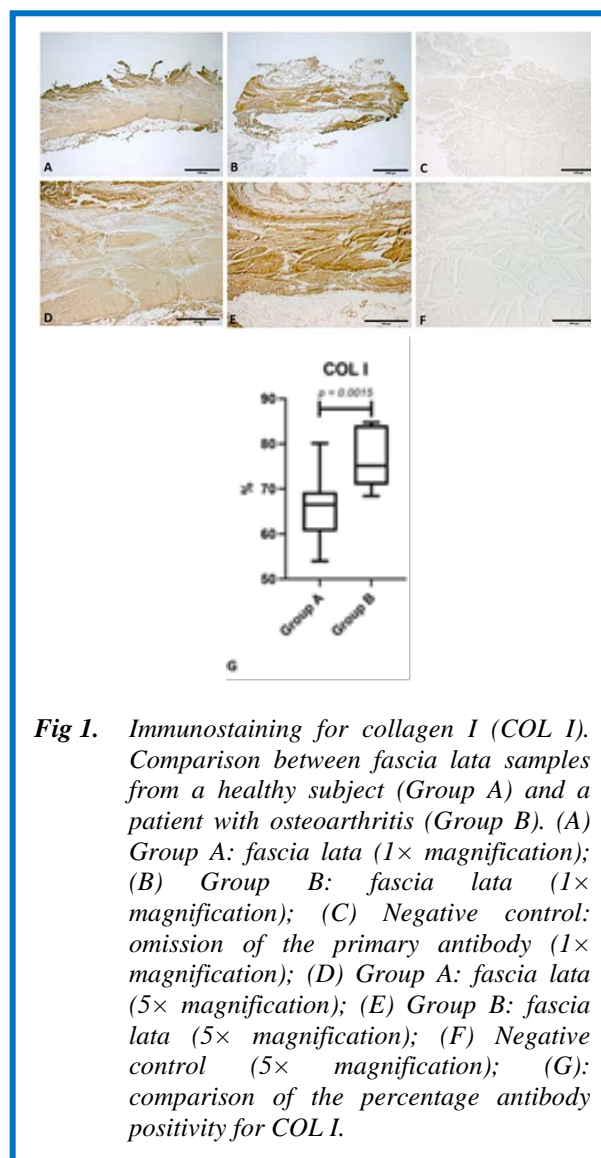 A
B
C
D
E
F
COL I
p = 0.0015
90
80
70
%
60
50
Group A
Group B
G
Fig 1. Immunostaining for collagen I (COL I).
Comparison between fascia lata samples
from a healthy subject (Group A) and a
patient with osteoarthritis (Group B). (A)
Group A: fascia lata (1× magnification);
(B) Group B: fascia lata (1×
magnification); (C) Negative control:
omission of the primary antibody (1×
magnification); (D) Group A: fascia lata
(5× magnification); (E) Group B: fascia
lata (5× magnification); (F) Negative
control (5× magnification); (G):
comparison of the percentage antibody
positivity for COL I.